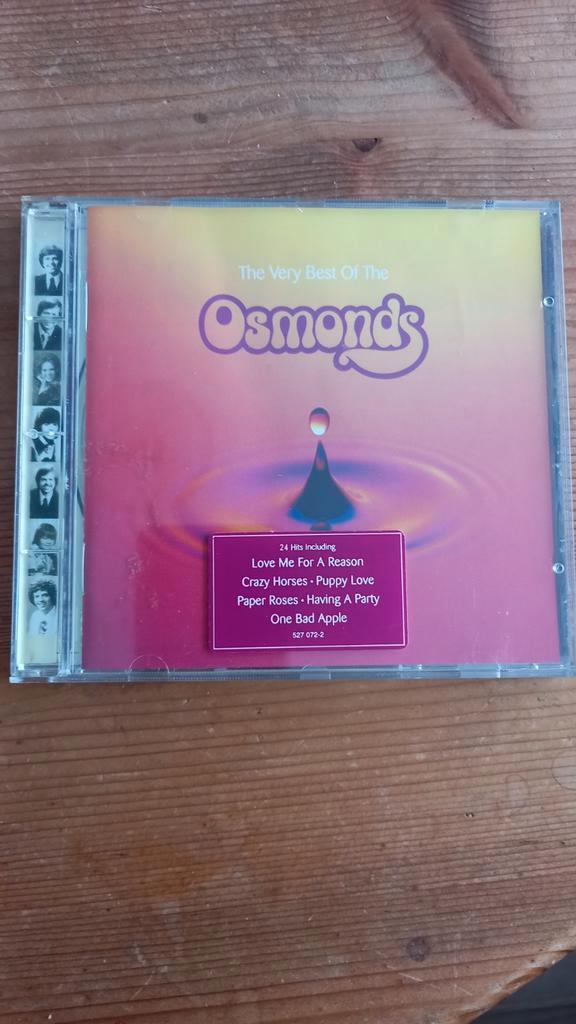 The Very Best Of The
Osmonds
24 Hits Including
Love Me For A Reason
Crazy Horses • Puppy Love
Paper Roses • Having A Party
One Bad Apple
527 072-2